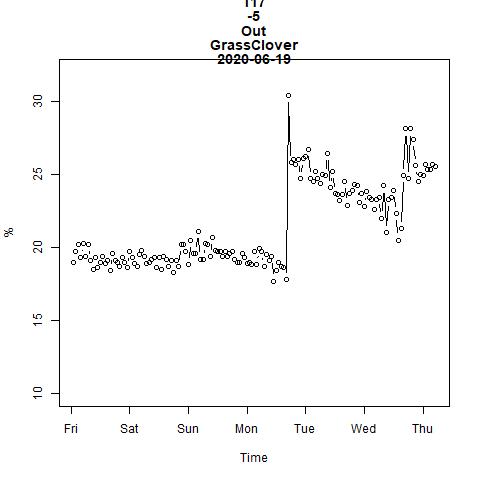 T17
-5
Out
GrassClover
2020-06-19
30
25
20
15
10
%
Fri
Sat
Sun
Mon
Tue
Wed
Thu
Time